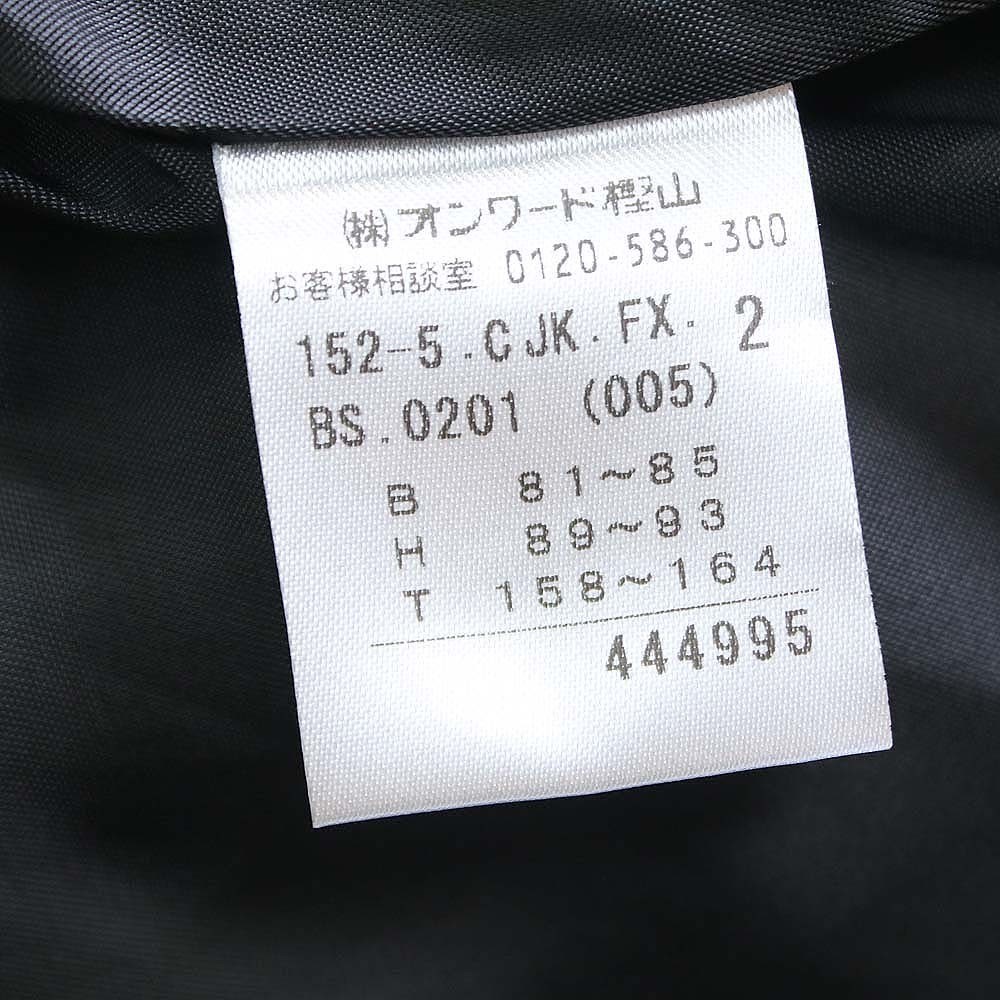 ㈱オンワード樫山
お客様相談室 0120-586-300
152-5.CJK.FX. 2
BS.0201 (005)
B 81～85
H 89～93
T 158～164
444995